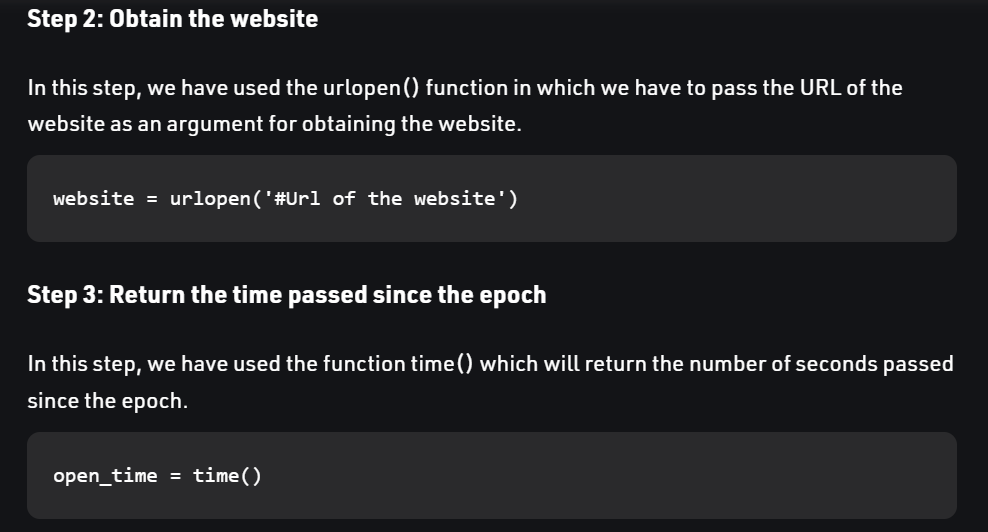 Step 2: Obtain the website
In this step, we have used the urlopen() function in which we have to pass the URL of the
website as an argument for obtaining the website.
website = urlopen('#Url of the website')
Step 3: Return the time passed since the epoch
In this step, we have used the function time() which will return the number of seconds passed
since the epoch.
open_time = time()